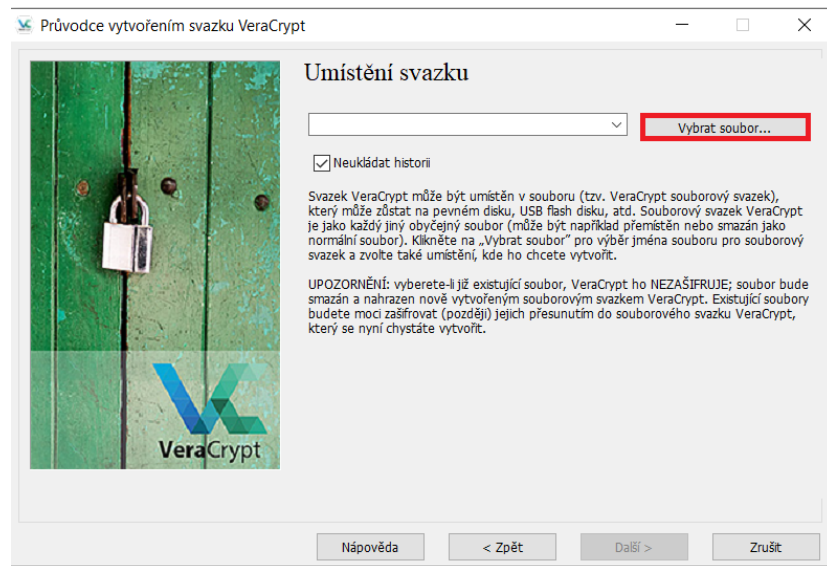 Průvodce vytvořením svazku VeraCrypt
Umístění svazku
Vybrat soubor...
Neukládat historii
Svazek VeraCrypt může být umístěn v souboru (tzv. VeraCrypt souborový svazek),
který může zůstat na pevném disku, USB flash disku, atd. Souborový svazek VeraCrypt
je jako každý jiný obyčejný soubor (může být například přemístěn nebo smazán jako
normální soubor). Klikněte na „Vybrat soubor” pro výběr jména souboru pro souborový
svazek a zvolte také umístění, kde ho chcete vytvořit.
UPOZORNĚNÍ: vyberete-li již existující soubor, VeraCrypt ho NEZAŠIFRUJE; soubor bude
smazán a nahrazen nově vytvořeným souborovým svazkem VeraCrypt. Existující soubory
budete moci zašifrovat (později) jejich přesunutím do souborového svazku VeraCrypt,
který se nyní chystáte vytvořit.
VeraCrypt
Nápověda
< Zpět
Další >
Zrušit